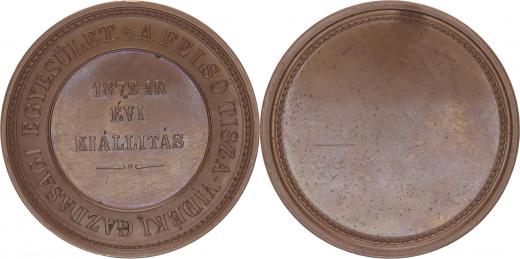 * A FELSŐ TISZA VIDÉKI GAZDASÁGI EGYESÜLET
1872-IK
ÉVI
KIÁLLITÁS